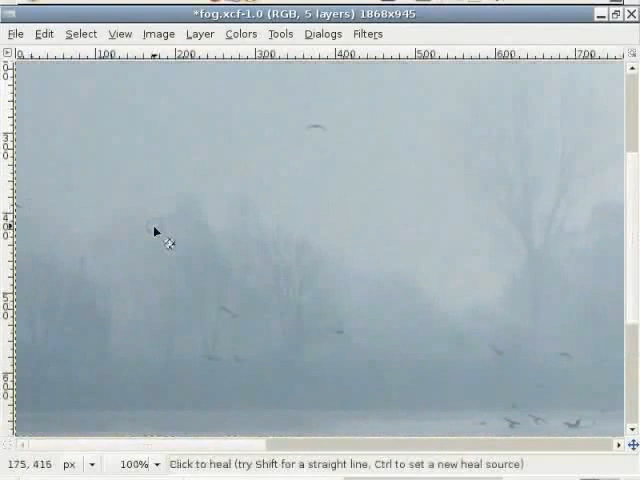 *fog.xcf-1.0 (RGB, 5 layers) 1868x945
File Edit Select View Image Layer Colors Tools Dialogs Filters
0 100 200 300 400 500 600 700
175, 416 px 100% Click to heal (try Shift for a straight line, Ctrl to set a new heal source)